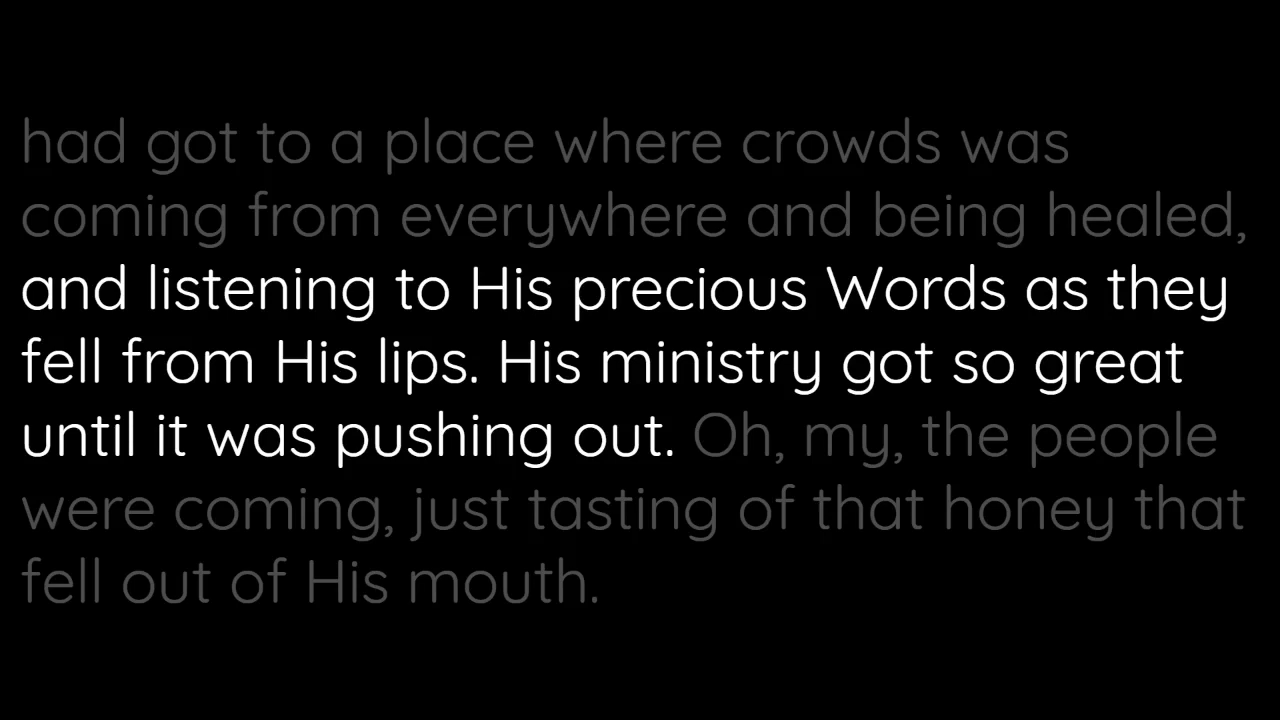 had got to a place where crowds was
coming from everywhere and being healed,
and listening to His precious Words as they
fell from His lips. His ministry got so great
until it was pushing out. Oh, my, the people
were coming, just tasting of that honey that
fell out of His mouth.